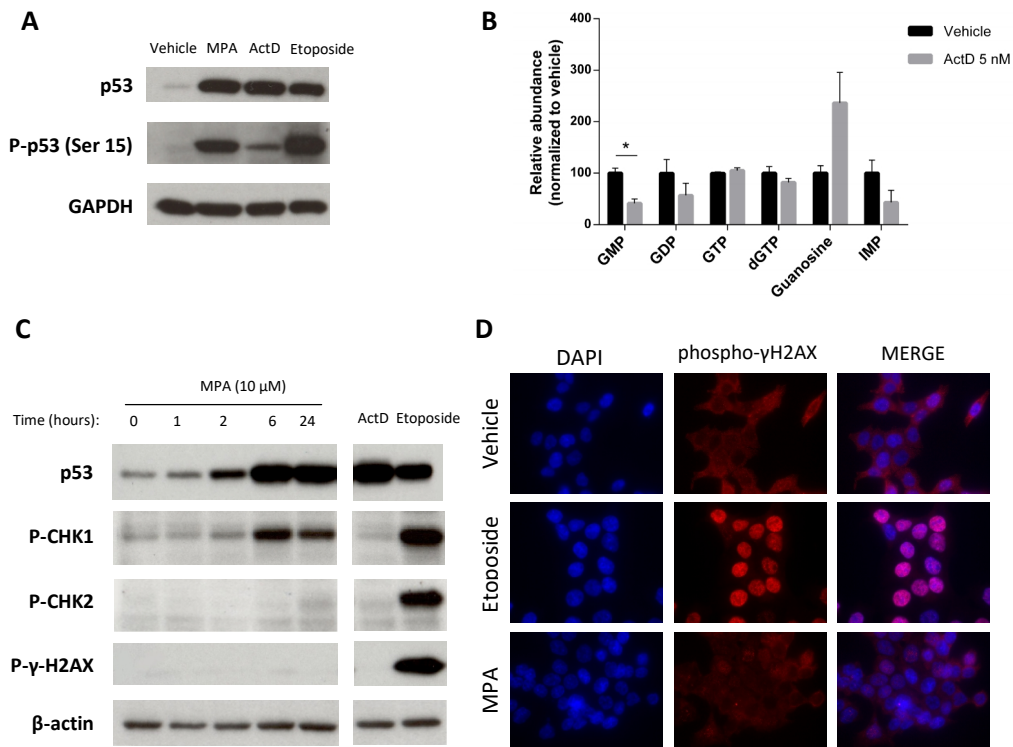 A
Vehicle MPA ActD Etoposide
p53
P-p53 (Ser 15)
GAPDH
B
Relative abundance
(normalized to vehicle)
400
300
200
100
50
0
*
Vehicle
ActD 5 nM
GMP
GDP
GTP
dGTP
Guanosine
IMP
C
MPA (10 μM)
Time (hours): 0 1 2 6 24 ActD Etoposide
p53
P-CHK1
P-CHK2
P-γ-H2AX
β-actin
D
DAPI phospho-γH2AX MERGE
Vehicle
Etoposide
MPA